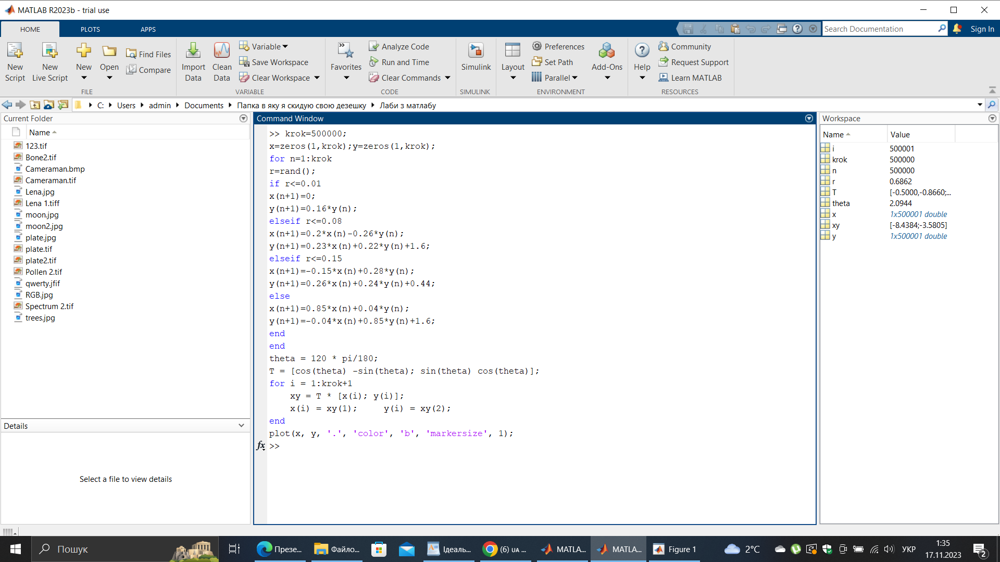 MATLAB R2023b - trial use
HOME PLOTS APPS
Search Documentation
Sign In
New Script
New Live Script
New
Open
Find Files
Compare
FILE
Import Data
Clean Data
Variable
Save Workspace
Clear Workspace
VARIABLE
Favorites
Analyze Code
Run and Time
Clear Commands
CODE
Simulink
SIMULINK
Layout
Preferences
Set Path
Parallel
Add-Ons
ENVIRONMENT
Help
Community
Request Support
Learn MATLAB
RESOURCES
C: Users admin Documents Папка в яку я скидую свою дезешку Лаби з матлабу
Current Folder
Name
123.tif
Bone2.tif
Cameraman.bmp
Cameraman.tif
Lena.jpg
Lena 1.tiff
moon.jpg
moon2.jpg
plate.jpg
plate.tif
plate2.tif
Pollen 2.tif
qwerty.jfif
RGB.jpg
Spectrum 2.tif
trees.jpg
Details
Select a file to view details
Command Window
>> krok=500000;
x=zeros(1,krok);y=zeros(1,krok);
for n=1:krok
r=rand();
if r<=0.01
x(n+1)=0;
y(n+1)=0.16*y(n);
elseif r<=0.08
x(n+1)=0.2*x(n)-0.26*y(n);
y(n+1)=0.23*x(n)+0.22*y(n)+1.6;
elseif r<=0.15
x(n+1)=-0.15*x(n)+0.28*y(n);
y(n+1)=0.26*x(n)+0.24*y(n)+0.44;
else
x(n+1)=0.85*x(n)+0.04*y(n);
y(n+1)=-0.04*x(n)+0.85*y(n)+1.6;
end
end
theta = 120 * pi/180;
T = [cos(theta) -sin(theta); sin(theta) cos(theta)];
for i = 1:krok+1
xy = T * [x(i); y(i)];
x(i) = xy(1); y(i) = xy(2);
end
plot(x, y, '.', 'color', 'b', 'markersize', 1);
fx >>
Workspace
Name Value
i 500001
krok 500000
n 500000
r 0.6862
T [-0.5000,-0.8660;...
theta 2.0944
x 1x500001 double
xy [-8.4384;-3.5805]
y 1x500001 double
Пошук
Презе...
Файло...
Ідеаль...
(6) UA ...
MATLA...
MATLA...
Figure 1
2°C
УКР
1:35
17.11.2023
2